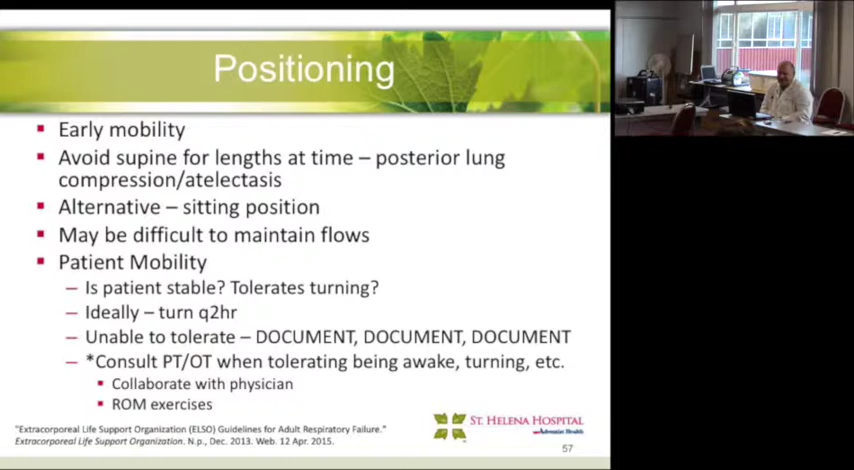 Positioning
Early mobility
Avoid supine for lengths at time – posterior lung
compression/atelectasis
Alternative – sitting position
May be difficult to maintain flows
Patient Mobility
– Is patient stable? Tolerates turning?
– Ideally – turn q2hr
– Unable to tolerate – DOCUMENT, DOCUMENT, DOCUMENT
– *Consult PT/OT when tolerating being awake, turning, etc.
Collaborate with physician
ROM exercises
"Extracorporeal Life Support Organization (ELSO) Guidelines for Adult Respiratory Failure."
Extracorporeal Life Support Organization. N.p., Dec. 2013. Web. 12 Apr. 2015.
St. Helena Hospital
Adventist Health
57